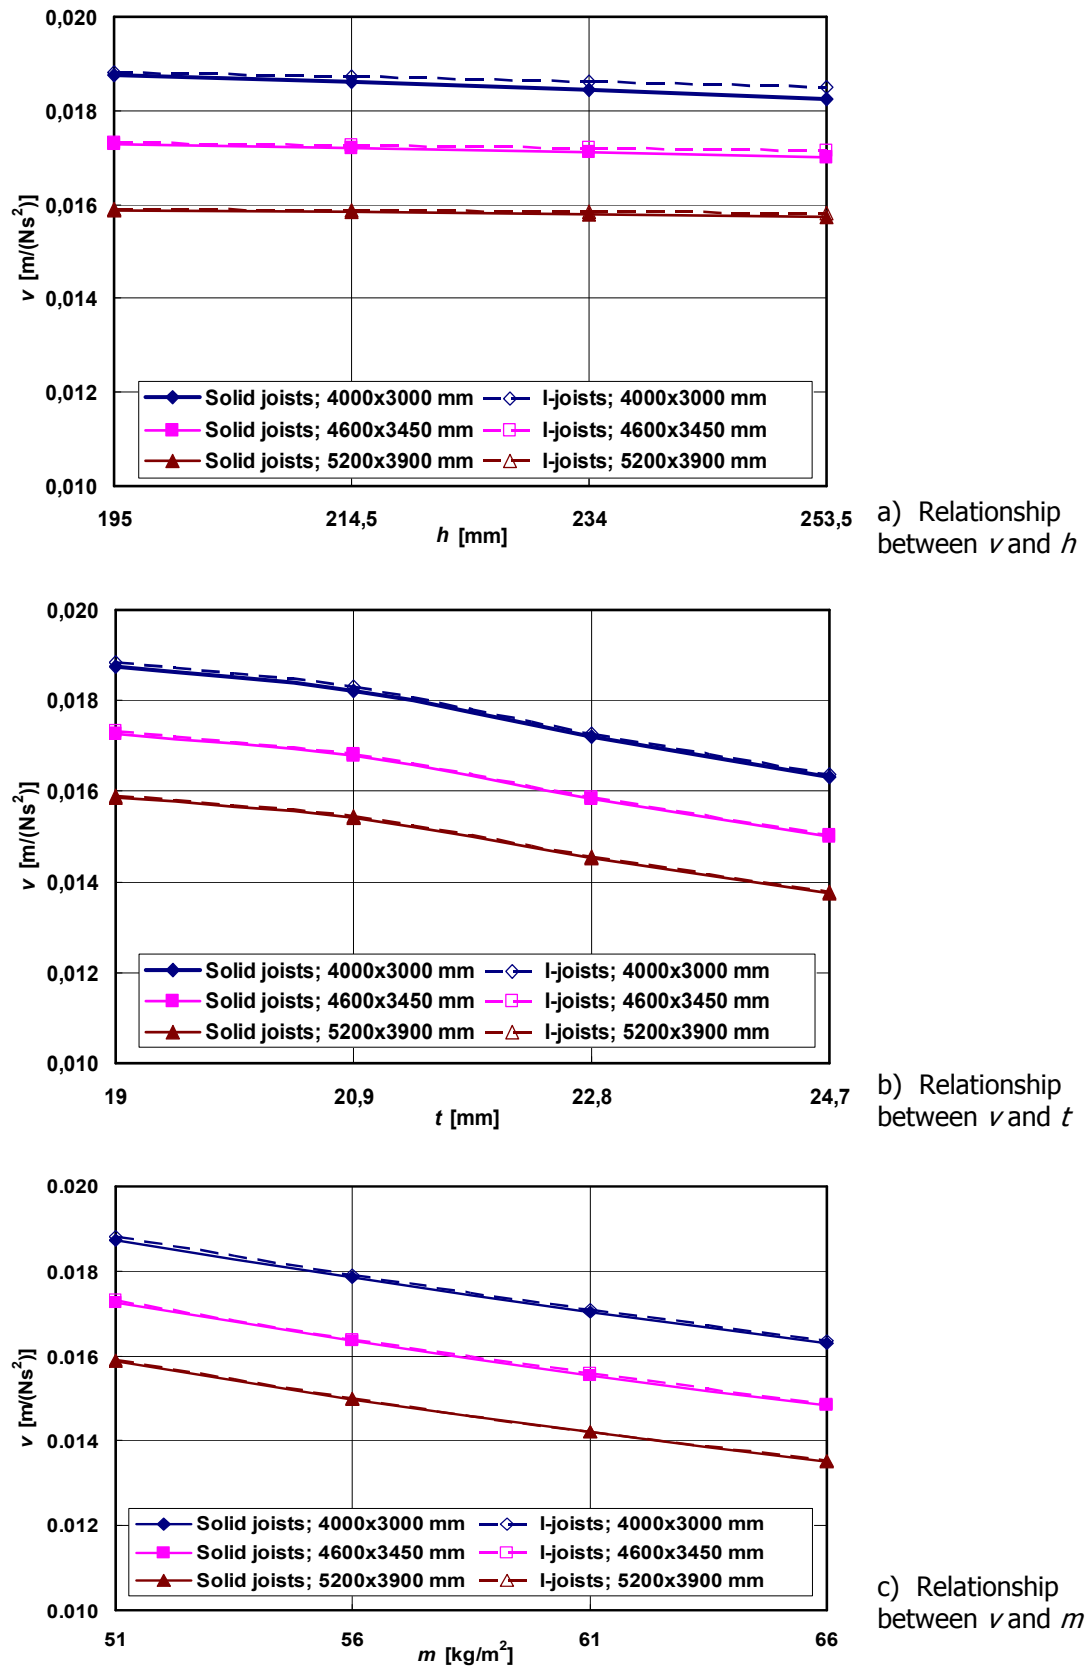 0,020
0,018
0,016
0,014
0,012
0,010
v [m/(Ns²)]
Solid joists; 4000x3000 mm I-joists; 4000x3000 mm
Solid joists; 4600x3450 mm I-joists; 4600x3450 mm
Solid joists; 5200x3900 mm I-joists; 5200x3900 mm
195 214,5 234 253,5
h [mm]
a) Relationship
between v and h
0,020
0,018
0,016
0,014
0,012
0,010
v [m/(Ns²)]
Solid joists; 4000x3000 mm I-joists; 4000x3000 mm
Solid joists; 4600x3450 mm I-joists; 4600x3450 mm
Solid joists; 5200x3900 mm I-joists; 5200x3900 mm
19 20,9 22,8 24,7
t [mm]
b) Relationship
between v and t
0.020
0.018
0.016
0.014
0.012
0.010
v [m/(Ns²)]
Solid joists; 4000x3000 mm I-joists; 4000x3000 mm
Solid joists; 4600x3450 mm I-joists; 4600x3450 mm
Solid joists; 5200x3900 mm I-joists; 5200x3900 mm
51 56 61 66
m [kg/m²]
c) Relationship
between v and m